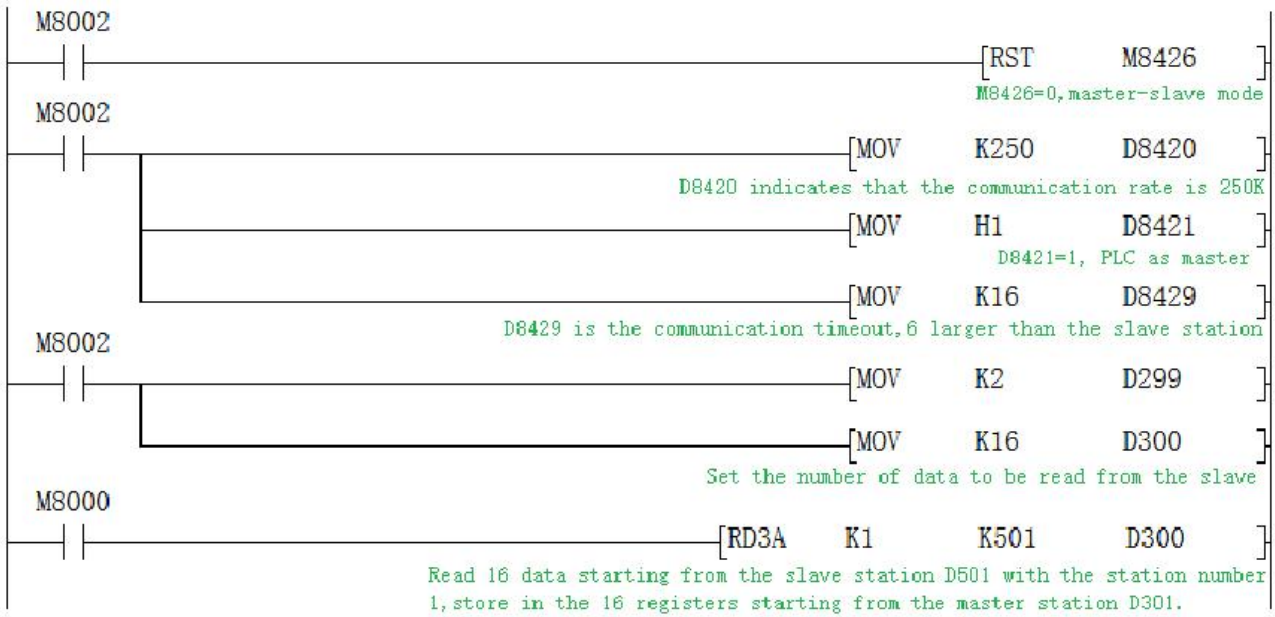 M8002
[RST M8426 ]
M8426=0,master-slave mode
M8002
[MOV K250 D8420 ]
D8420 indicates that the communication rate is 250K
[MOV H1 D8421 ]
D8421=1, PLC as master
[MOV K16 D8429 ]
D8429 is the communication timeout,6 larger than the slave station
M8002
[MOV K2 D299 ]
[MOV K16 D300 ]
Set the number of data to be read from the slave
M8000
[RD3A K1 K501 D300 ]
Read 16 data starting from the slave station D501 with the station number
1,store in the 16 registers starting from the master station D301.